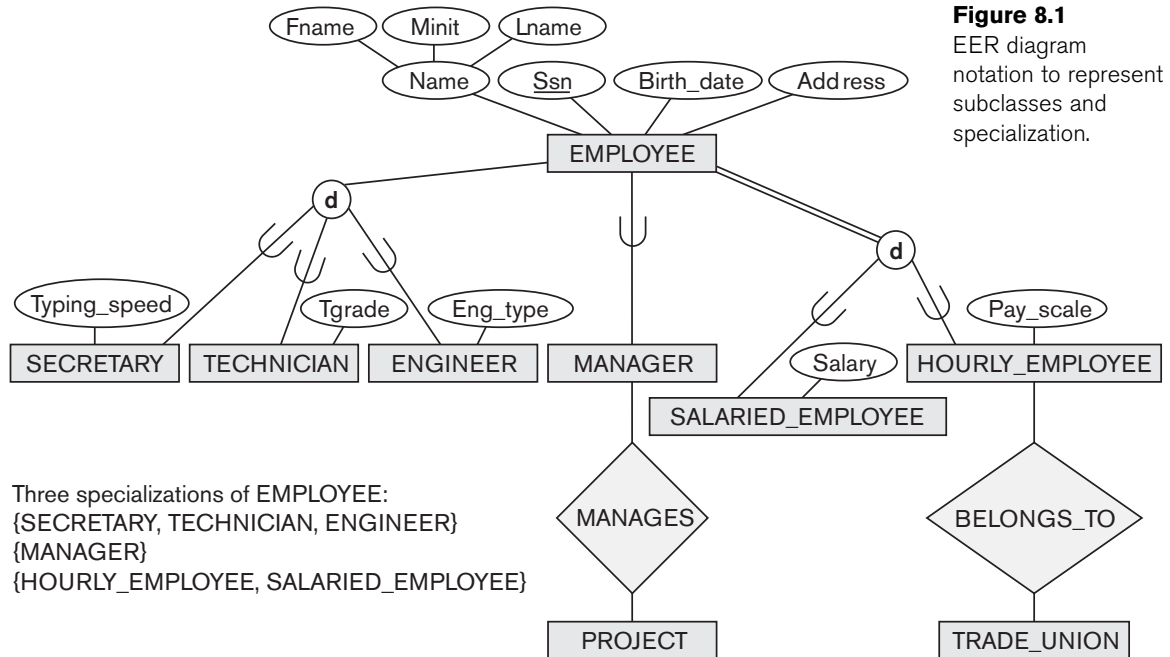 Figure 8.1
EER diagram
notation to represent
subclasses and
specialization.
Fname Minit Lname
Name Ssn Birth_date Address
EMPLOYEE
d
d
Typing_speed Tgrade Eng_type Pay_scale
SECRETARY TECHNICIAN ENGINEER MANAGER Salary HOURLY_EMPLOYEE
SALARIED_EMPLOYEE
Three specializations of EMPLOYEE:
{SECRETARY, TECHNICIAN, ENGINEER}
{MANAGER}
{HOURLY_EMPLOYEE, SALARIED_EMPLOYEE}
MANAGES BELONGS_TO
PROJECT TRADE_UNION